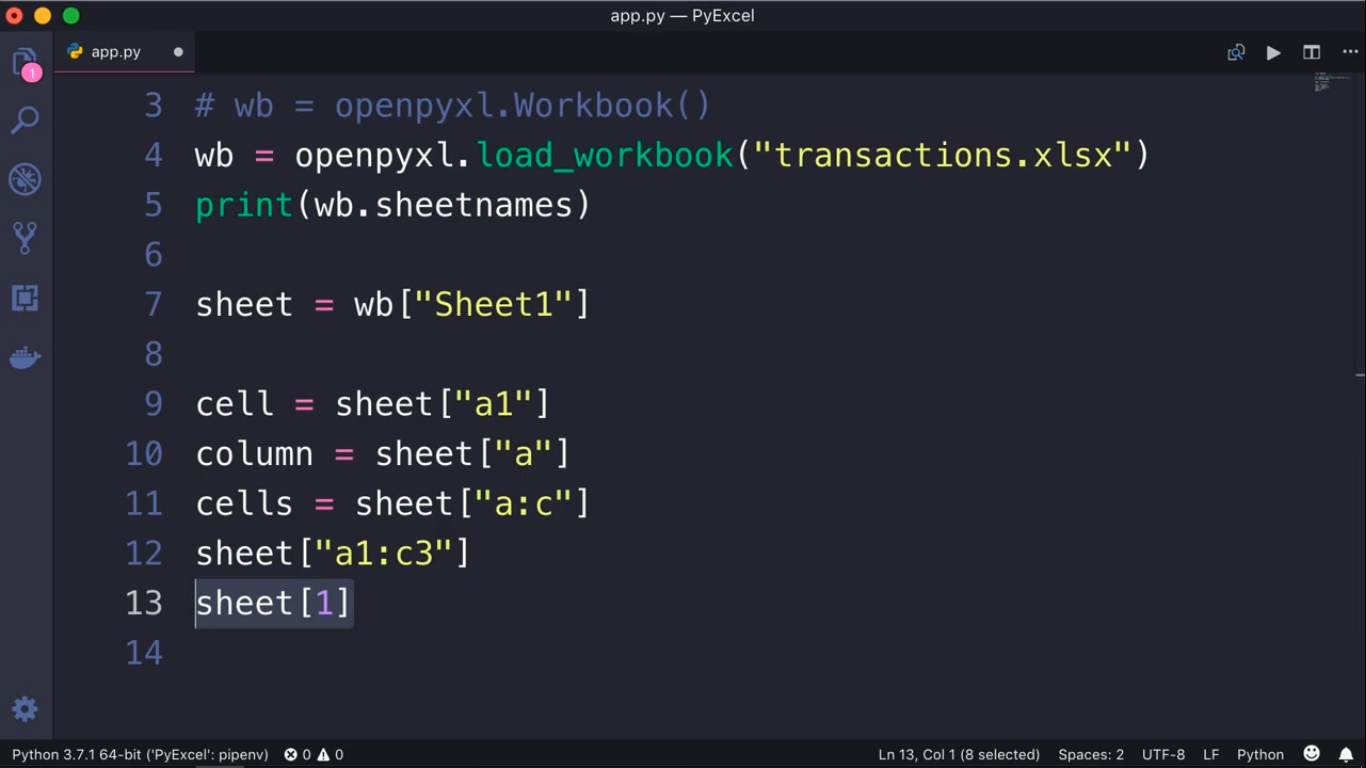 app.py — PyExcel
app.py
1
3 # wb = openpyxl.Workbook()
4 wb = openpyxl.load_workbook("transactions.xlsx")
5 print(wb.sheetnames)
6
7 sheet = wb["Sheet1"]
8
9 cell = sheet["a1"]
10 column = sheet["a"]
11 cells = sheet["a:c"]
12 sheet["a1:c3"]
13 sheet[1]
14
Python 3.7.1 64-bit ('PyExcel': pipenv) 0 0 Ln 13, Col 1 (8 selected) Spaces: 2 UTF-8 LF Python